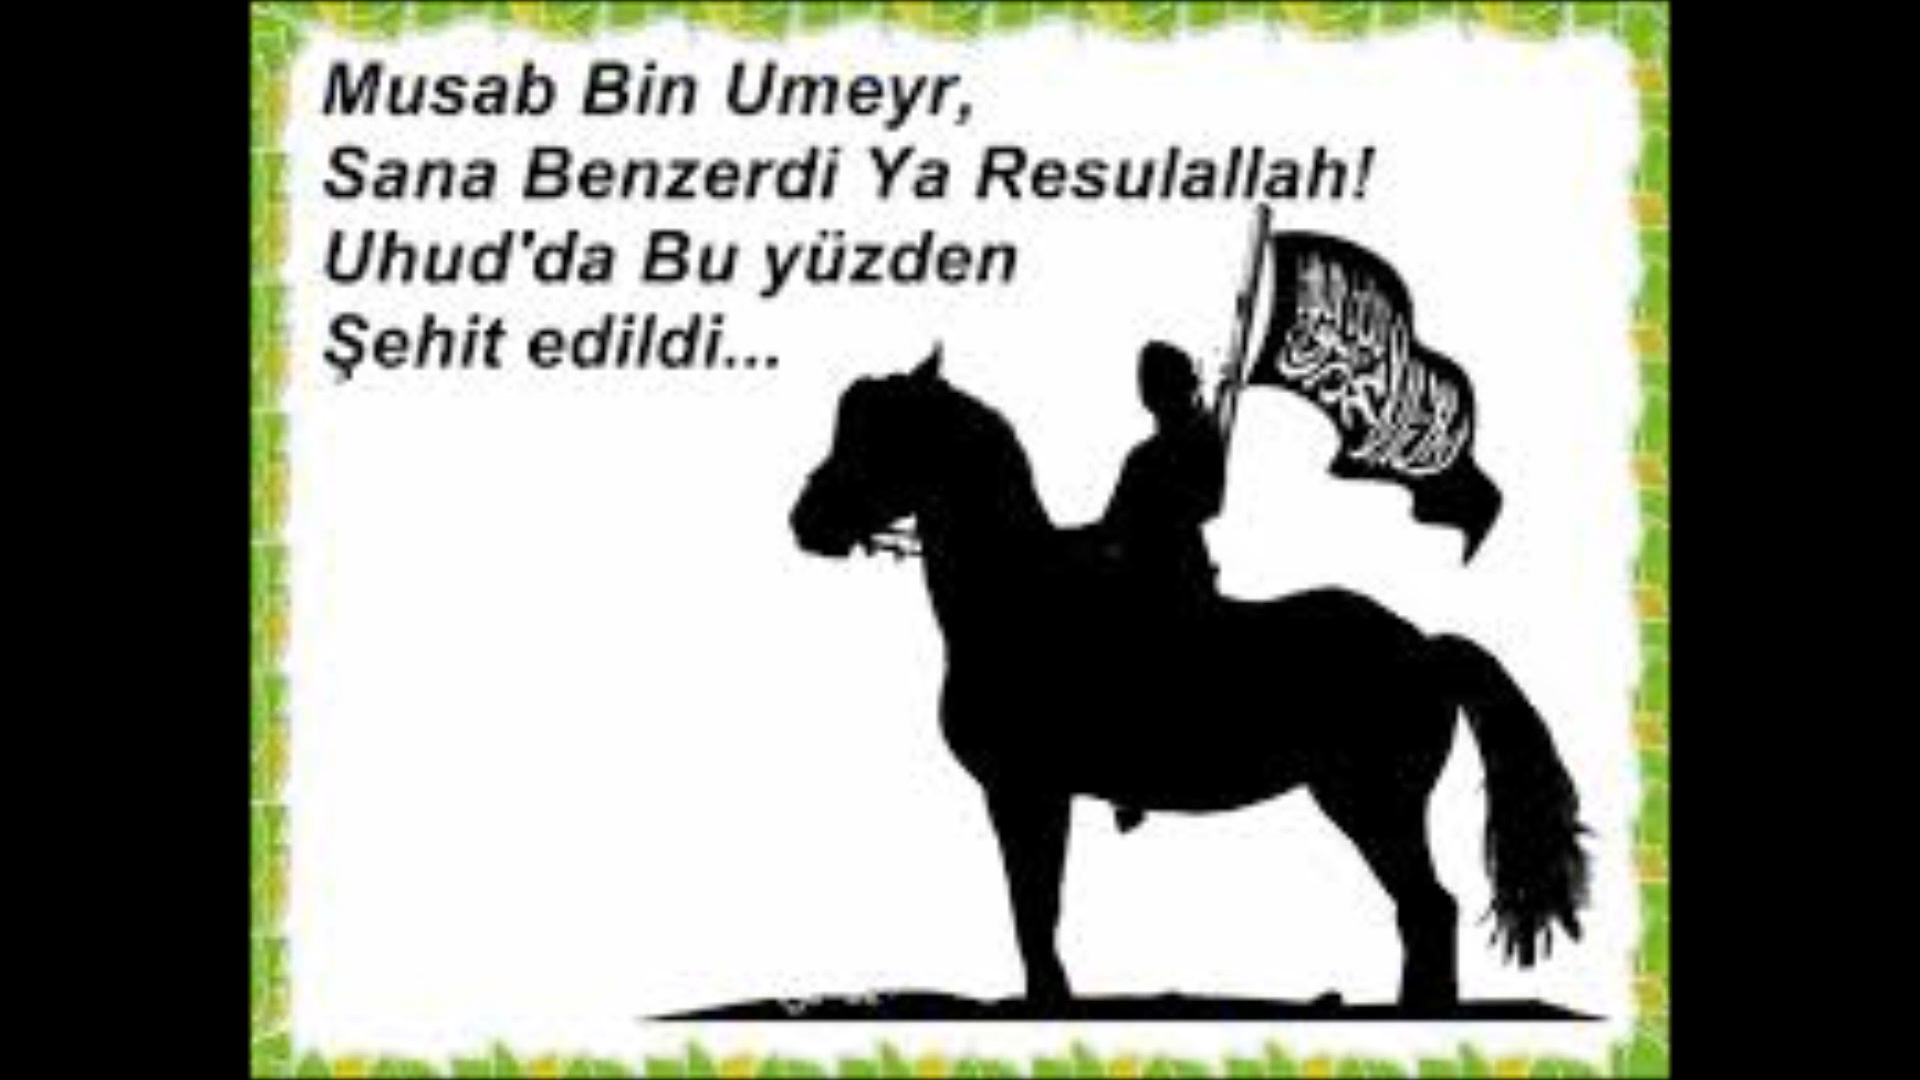 Musab Bin Umeyr,
Sana Benzerdi Ya Resulallah!
Uhud'da Bu yüzden
Şehit edildi...